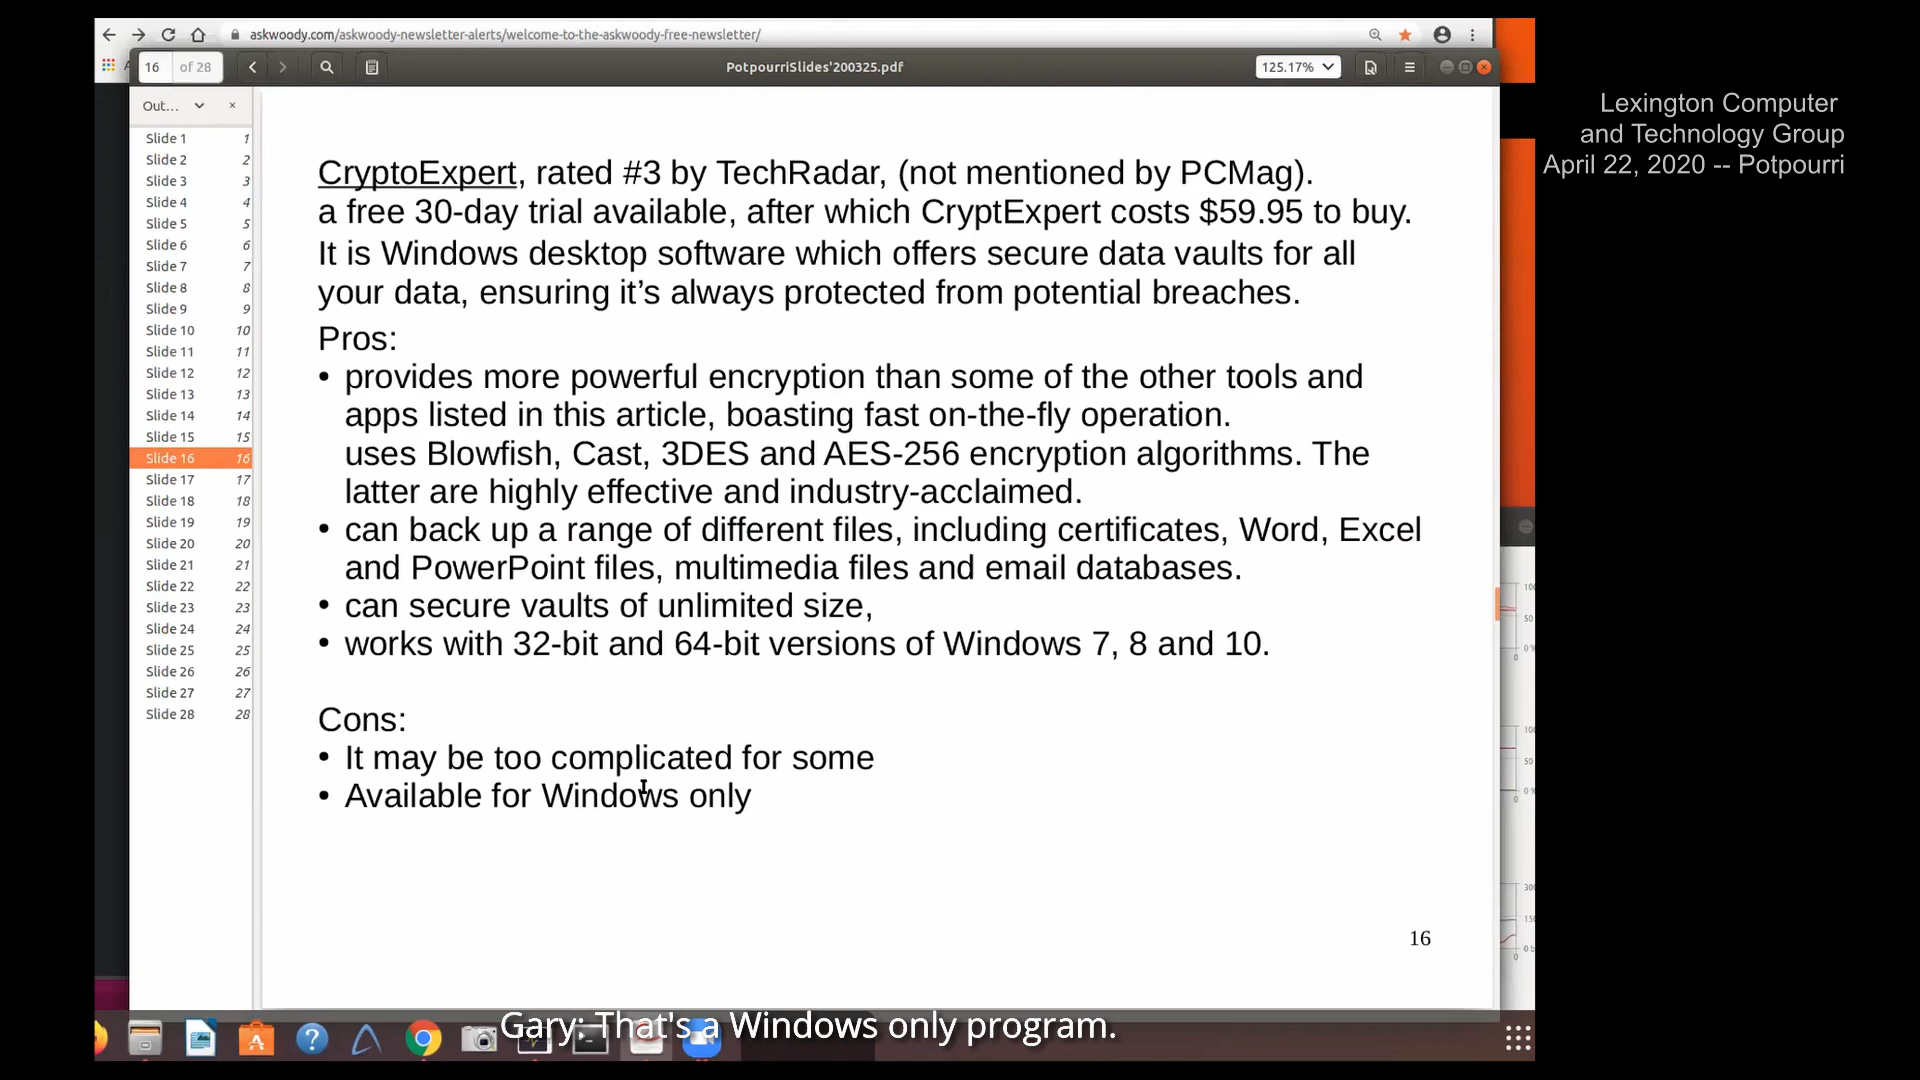 askwoody.com/askwoody-newsletter-alerts/welcome-to-the-askwoody-free-newsletter/
16 of 28
PotpourriSlides'200325.pdf
125.17%
Out...
Slide 1 1
Slide 2 2
Slide 3 3
Slide 4 4
Slide 5 5
Slide 6 6
Slide 7 7
Slide 8 8
Slide 9 9
Slide 10 10
Slide 11 11
Slide 12 12
Slide 13 13
Slide 14 14
Slide 15 15
Slide 16 16
Slide 17 17
Slide 18 18
Slide 19 19
Slide 20 20
Slide 21 21
Slide 22 22
Slide 23 23
Slide 24 24
Slide 25 25
Slide 26 26
Slide 27 27
Slide 28 28
CryptoExpert, rated #3 by TechRadar, (not mentioned by PCMag).
a free 30-day trial available, after which CryptExpert costs $59.95 to buy.
It is Windows desktop software which offers secure data vaults for all
your data, ensuring it's always protected from potential breaches.
Pros:
• provides more powerful encryption than some of the other tools and
apps listed in this article, boasting fast on-the-fly operation.
uses Blowfish, Cast, 3DES and AES-256 encryption algorithms. The
latter are highly effective and industry-acclaimed.
• can back up a range of different files, including certificates, Word, Excel
and PowerPoint files, multimedia files and email databases.
• can secure vaults of unlimited size,
• works with 32-bit and 64-bit versions of Windows 7, 8 and 10.
Cons:
• It may be too complicated for some
• Available for Windows only
16
Lexington Computer
and Technology Group
April 22, 2020 -- Potpourri
Gary: That's a Windows only program.